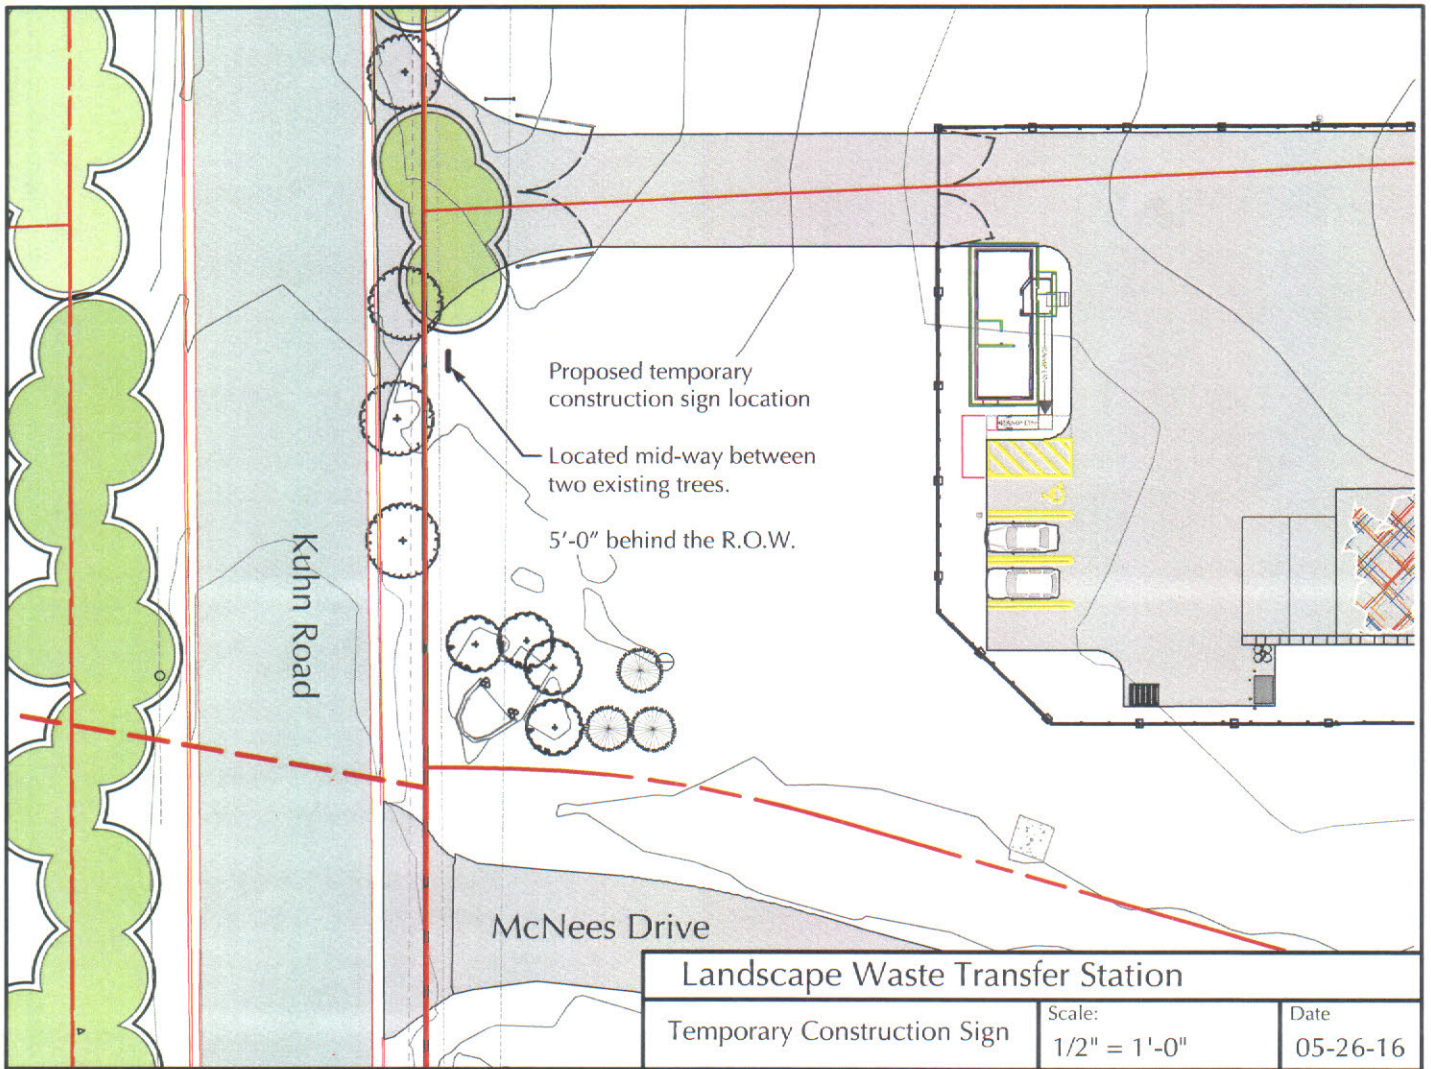 Proposed temporary
construction sign location
Located mid-way between
two existing trees.
5'-0" behind the R.O.W.
Kuhn Road
McNees Drive
Landscape Waste Transfer Station
Temporary Construction Sign
Scale:
1/2" = 1'-0"
Date
05-26-16